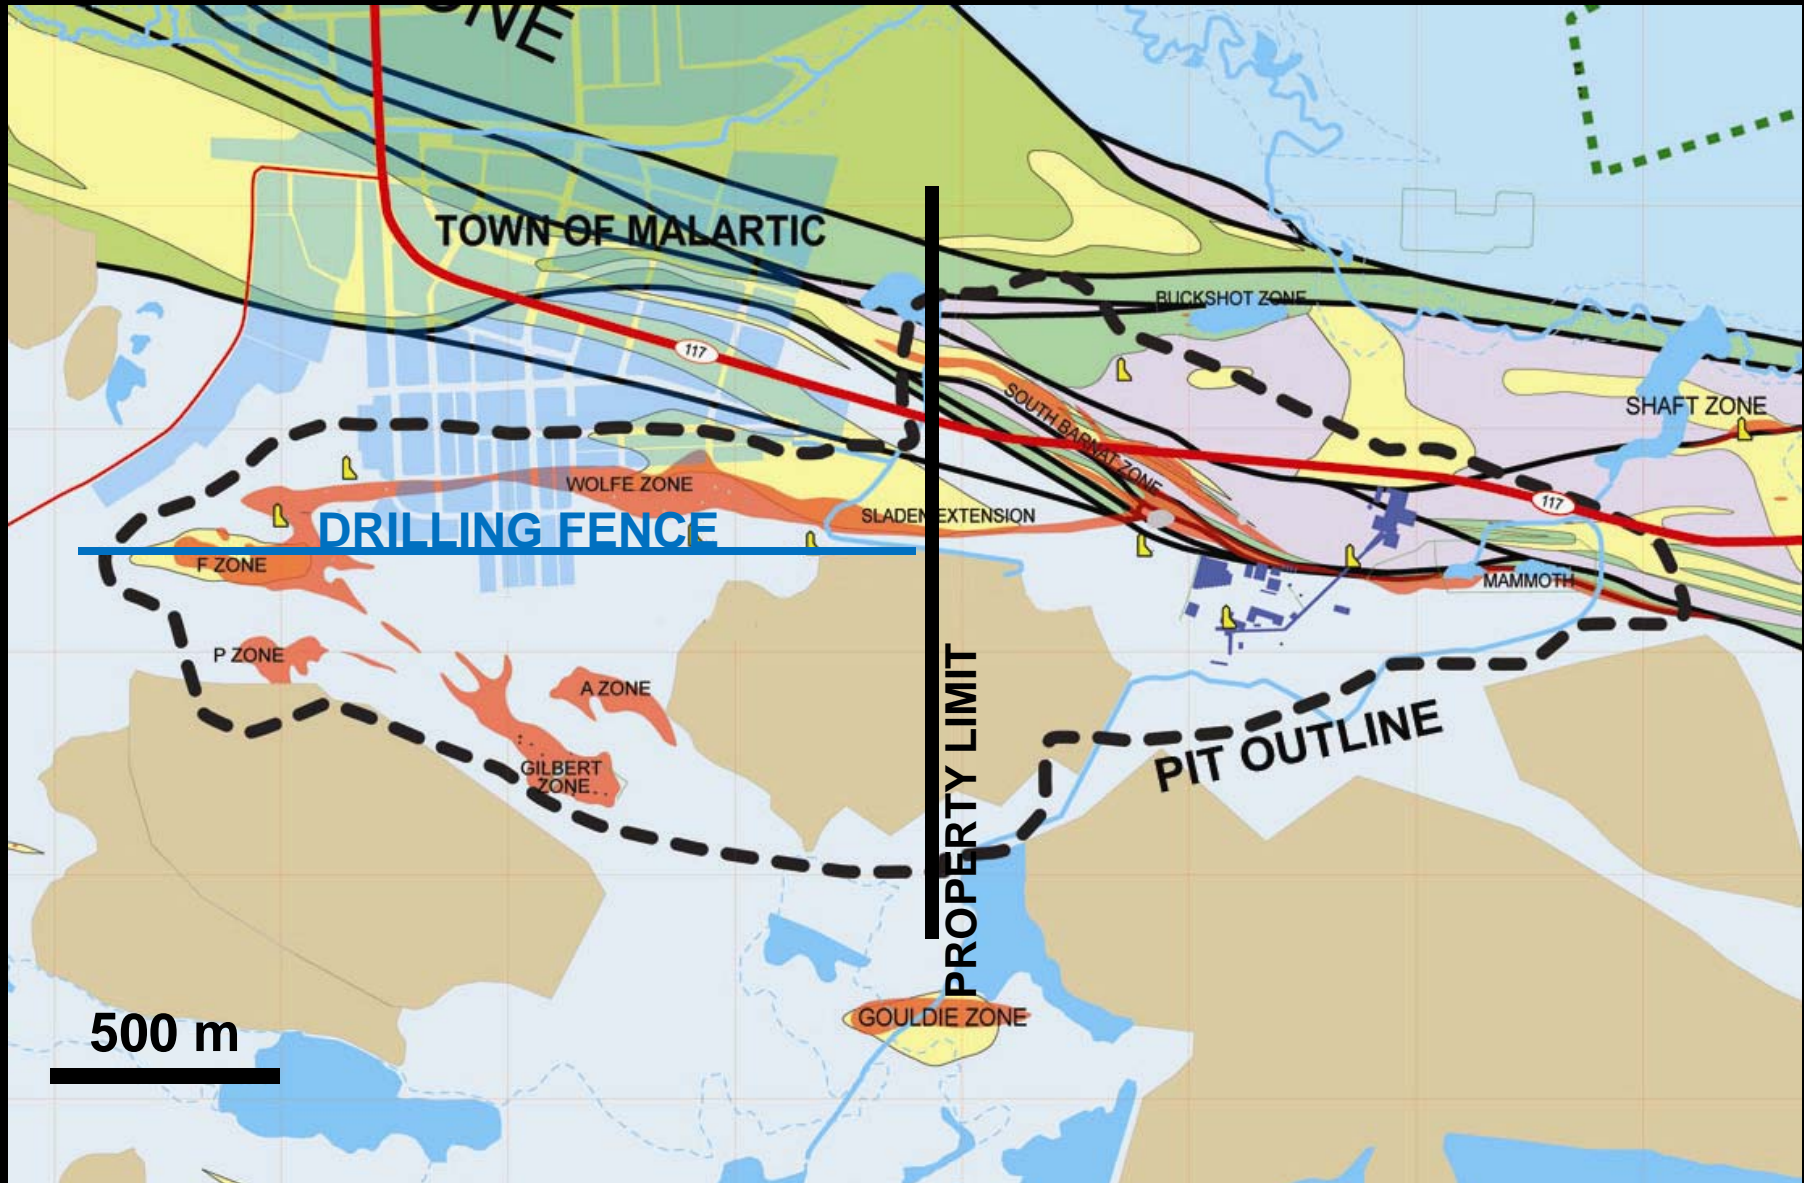 ONE
TOWN OF MALARTIC
BUCKSHOT ZONE
117
SOUTH BARNAT ZONE
SHAFT ZONE
WOLFE ZONE
117
SLADEN EXTENSION
DRILLING FENCE
F ZONE
MAMMOTH
P ZONE
A ZONE
PROPERTY LIMIT
PIT OUTLINE
GILBERT
ZONE
GOULDIE ZONE
500 m